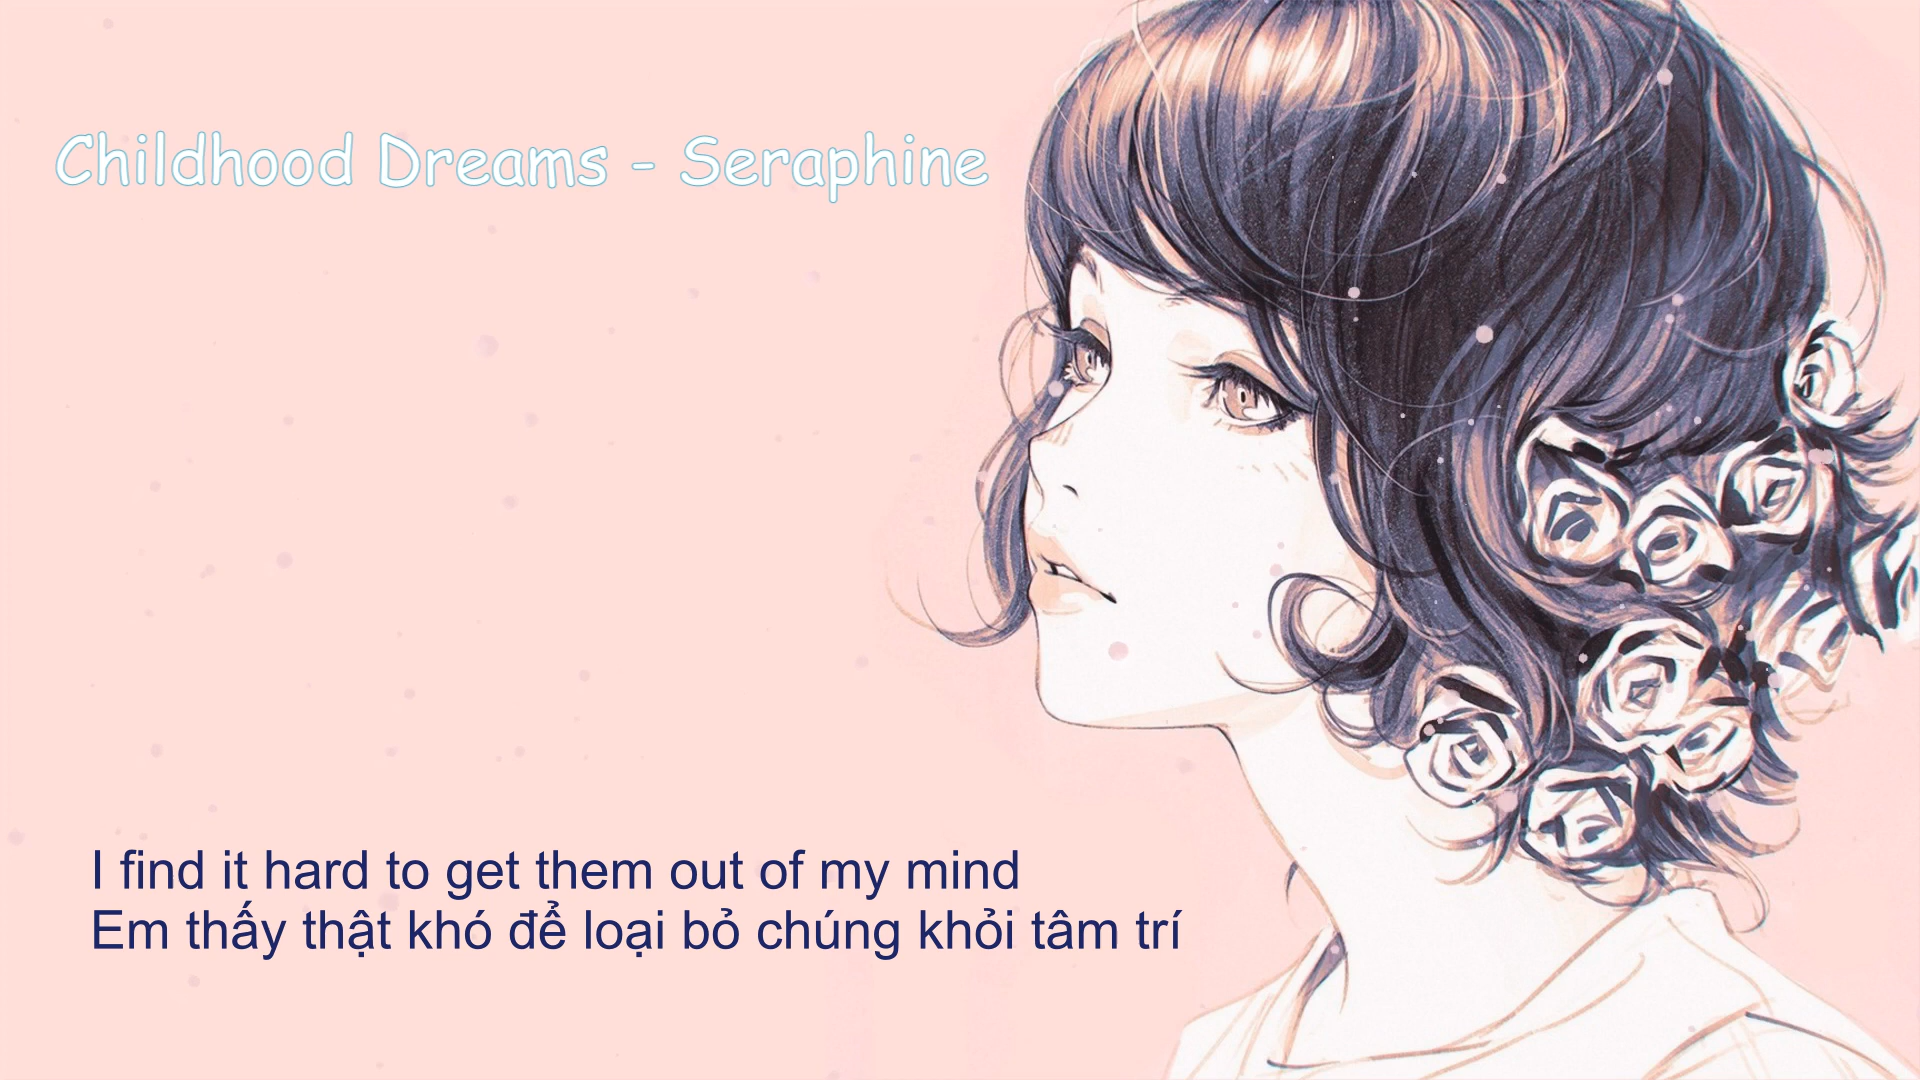 Childhood Dreams - Seraphine
I find it hard to get them out of my mind
Em thấy thật khó để loại bỏ chúng khỏi tâm trí